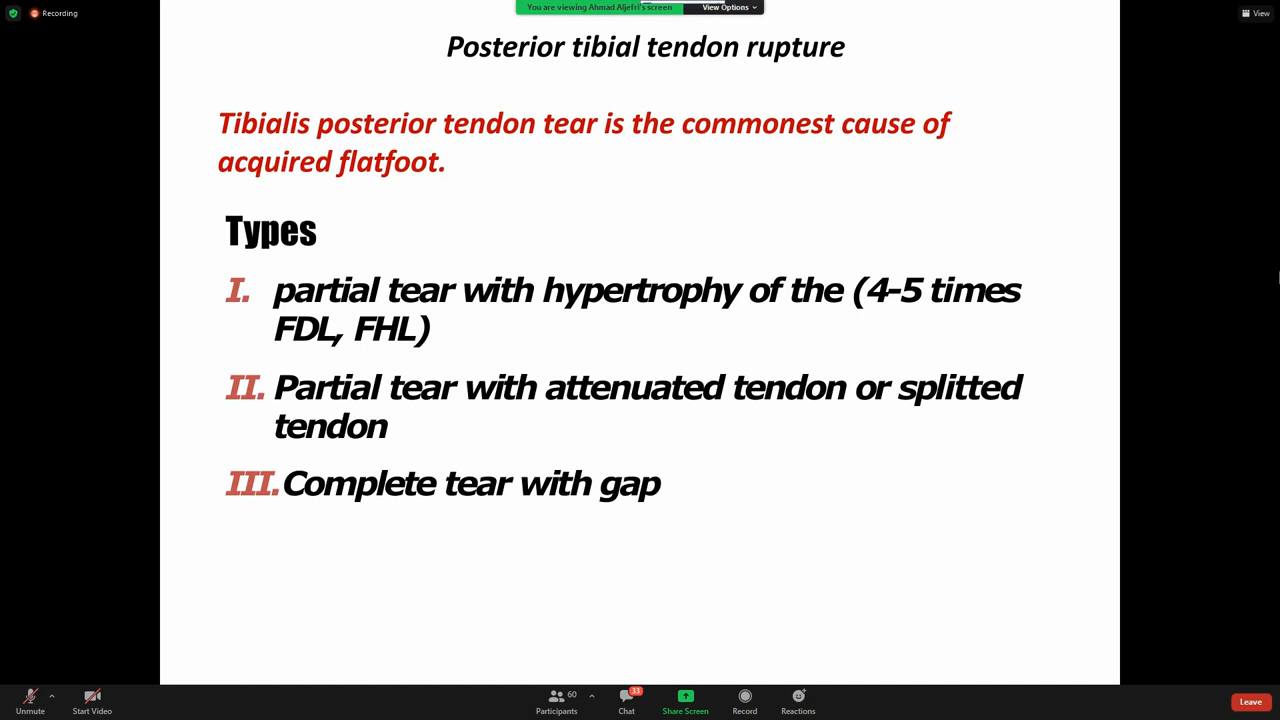 Recording
You are viewing Ahmad Aljefri's screen
View Options
View
Posterior tibial tendon rupture
Tibialis posterior tendon tear is the commonest cause of
acquired flatfoot.
Types
I. partial tear with hypertrophy of the (4-5 times
FDL, FHL)
II. Partial tear with attenuated tendon or splitted
tendon
III. Complete tear with gap
Unmute
Start Video
60
Participants
33
Chat
Share Screen
Record
Reactions
Leave